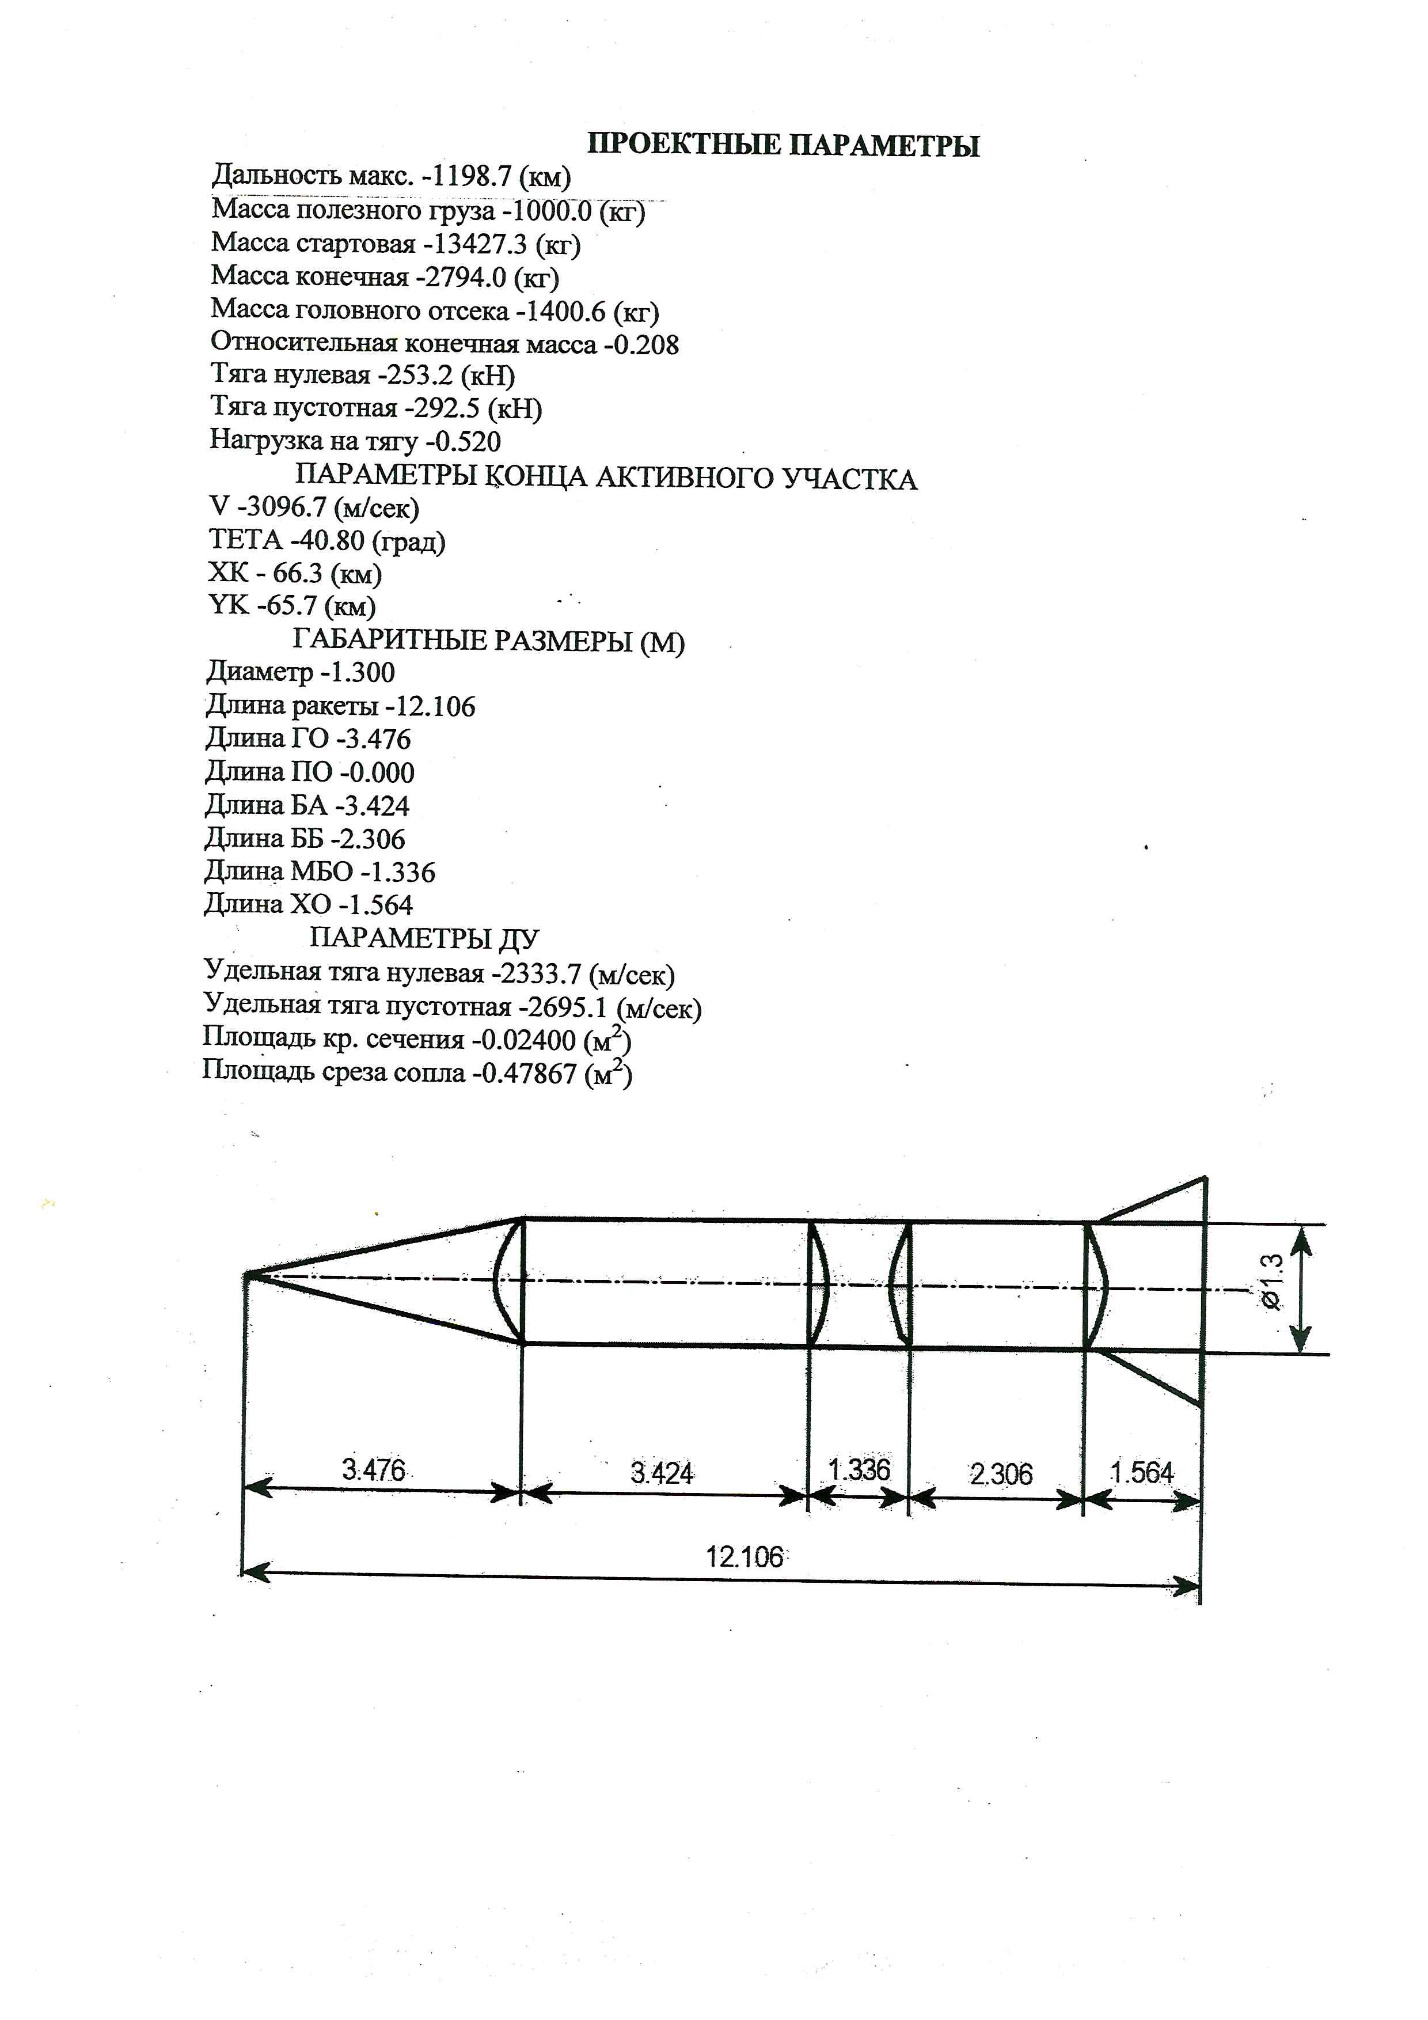 ПРОЕКТНЫЕ ПАРАМЕТРЫ
Дальность макс. -1198.7 (км)
Масса полезного груза -1000.0 (кг)
Масса стартовая -13427.3 (кг)
Масса конечная -2794.0 (кг)
Масса головного отсека -1400.6 (кг)
Относительная конечная масса -0.208
Тяга нулевая -253.2 (кН)
Тяга пустотная -292.5 (кН)
Нагрузка на тягу -0.520
ПАРАМЕТРЫ КОНЦА АКТИВНОГО УЧАСТКА
V -3096.7 (м/сек)
ТЕТА -40.80 (град)
ХК - 66.3 (км)
YK -65.7 (км)
ГАБАРИТНЫЕ РАЗМЕРЫ (М)
Диаметр -1.300
Длина ракеты -12.106
Длина ГО -3.476
Длина ПО -0.000
Длина БА -3.424
Длина ББ -2.306
Длина МБО -1.336
Длина ХО -1.564
ПАРАМЕТРЫ ДУ
Удельная тяга нулевая -2333.7 (м/сек)
Удельная тяга пустотная -2695.1 (м/сек)
Площадь кр. сечения -0.02400 (м²)
Площадь среза сопла -0.47867 (м²)
⌀1.3
3.476 3.424 1.336 2.306 1.564
12.106